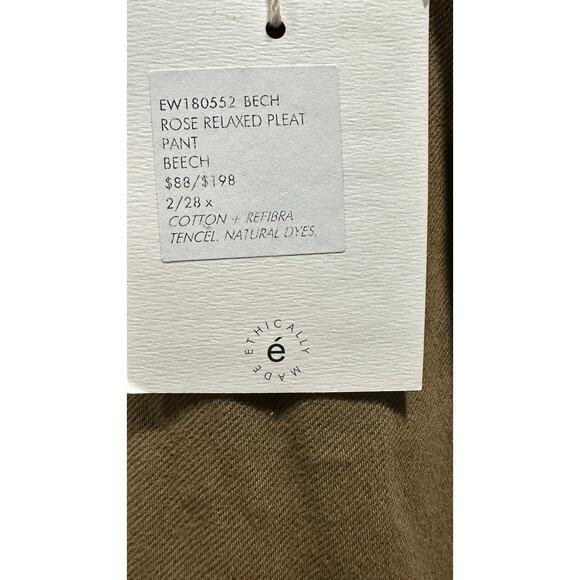 EW180552 BECH
ROSE RELAXED PLEAT
PANT
BEECH
$88/$198
2/28 x
COTTON + REFIBRA
TENCEL. NATURAL DYES.
ETHICALLY MADE
é